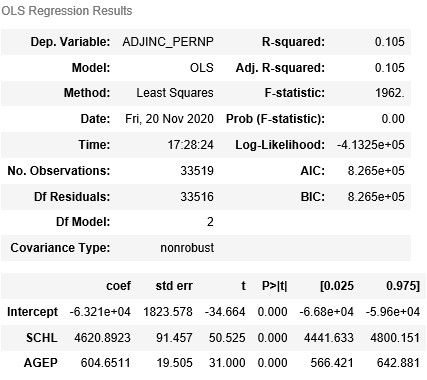 OLS Regression Results
Dep. Variable: ADJINC_PERNP R-squared: 0.105
Model: OLS Adj. R-squared: 0.105
Method: Least Squares F-statistic: 1962.
Date: Fri, 20 Nov 2020 Prob (F-statistic): 0.00
Time: 17:28:24 Log-Likelihood: -4.1325e+05
No. Observations: 33519 AIC: 8.265e+05
Df Residuals: 33516 BIC: 8.265e+05
Df Model: 2
Covariance Type: nonrobust
coef std err t P>|t| [0.025 0.975]
Intercept -6.321e+04 1823.578 -34.664 0.000 -6.68e+04 -5.96e+04
SCHL 4620.8923 91.457 50.525 0.000 4441.633 4800.151
AGEP 604.6511 19.505 31.000 0.000 566.421 642.881